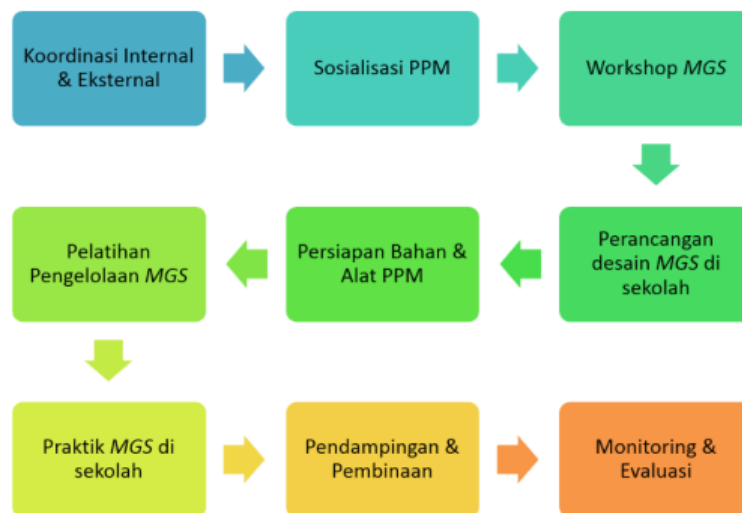 Koordinasi Internal
& Eksternal
Sosialisasi PPM
Workshop MGS
Perancangan
desain MGS di
sekolah
Persiapan Bahan &
Alat PPM
Pelatihan
Pengelolaan MGS
Praktik MGS di
sekolah
Pendampingan &
Pembinaan
Monitoring &
Evaluasi